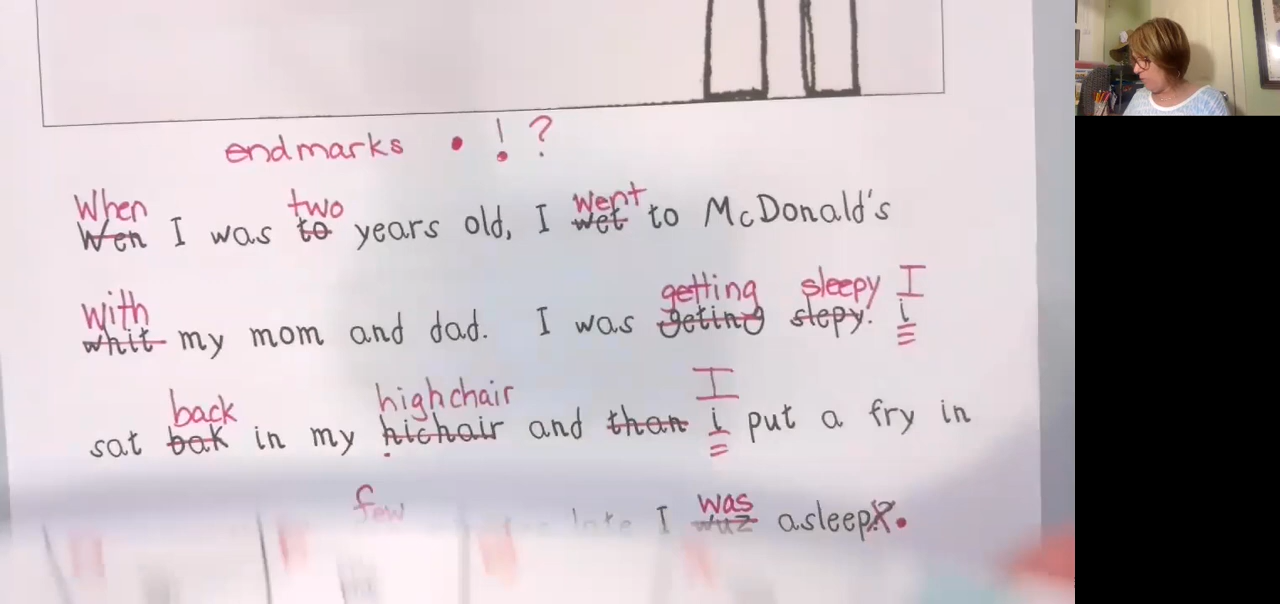 endmarks . ! ?
When two went
Wen I was to years old, I wet to McDonald's
With getting sleepy I
whit my mom and dad. I was geting slepy. i
back highchair I
sat bak in my hichair and than i put a fry in
few was
I wuz asleep?.